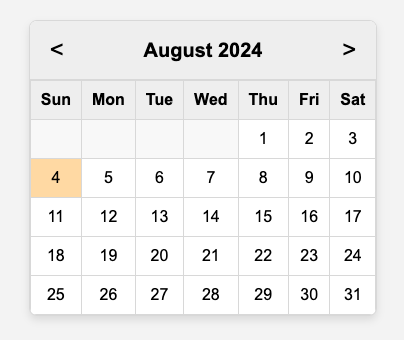 < August 2024 >
Sun Mon Tue Wed Thu Fri Sat
1 2 3
4 5 6 7 8 9 10
11 12 13 14 15 16 17
18 19 20 21 22 23 24
25 26 27 28 29 30 31